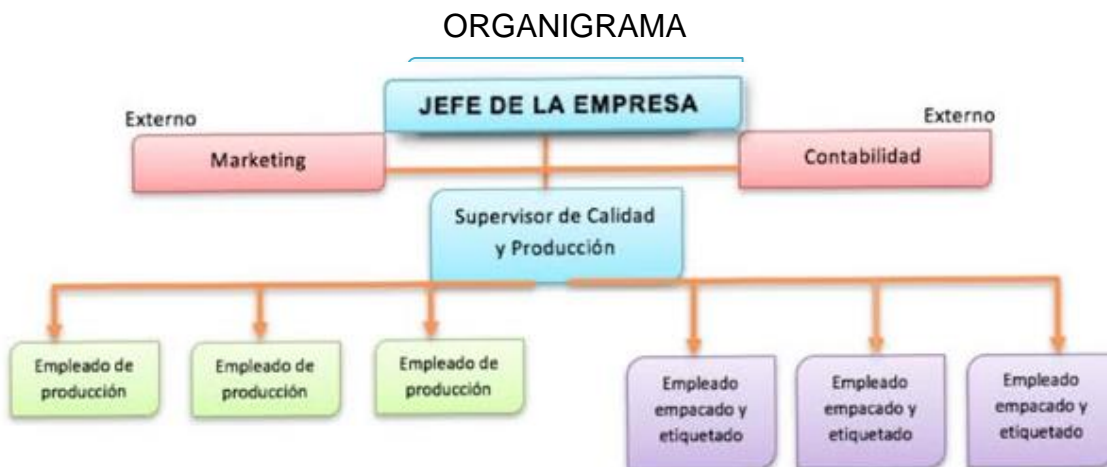 ORGANIGRAMA
JEFE DE LA EMPRESA
Externo
Marketing
Externo
Contabilidad
Supervisor de Calidad
y Producción
Empleado de
producción
Empleado de
producción
Empleado de
producción
Empleado
empacado y
etiquetado
Empleado
empacado y
etiquetado
Empleado
empacado y
etiquetado